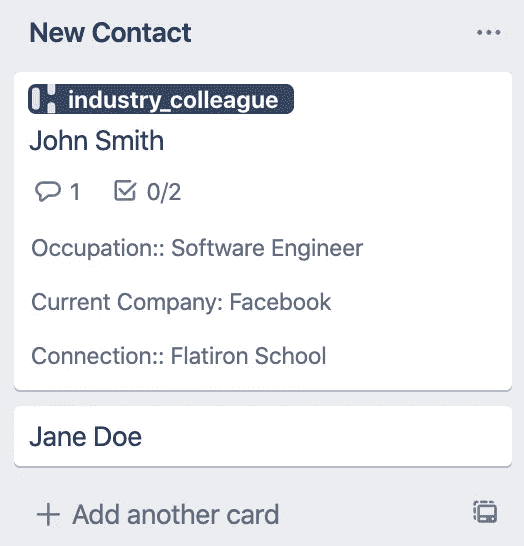 New Contact
industry_colleague
John Smith
1 0/2
Occupation:: Software Engineer
Current Company: Facebook
Connection:: Flatiron School
Jane Doe
Add another card